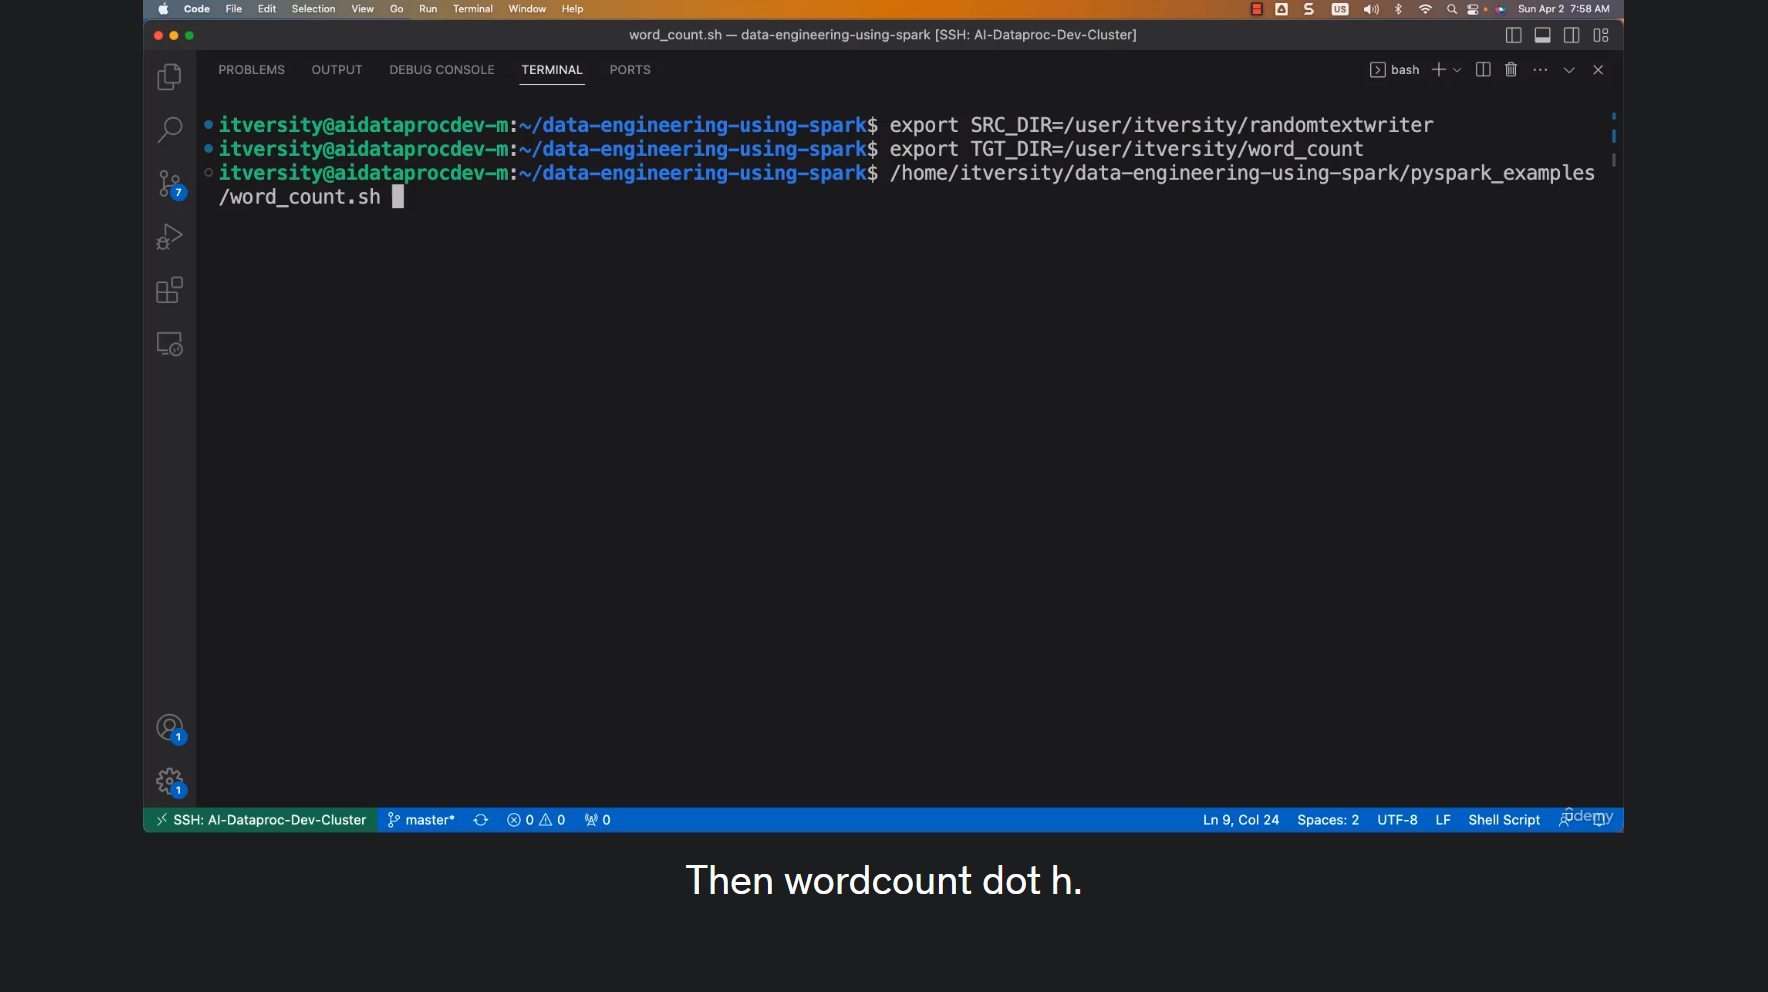 Code File Edit Selection View Go Run Terminal Window Help US Sun Apr 2 7:58 AM
word_count.sh — data-engineering-using-spark [SSH: AI-Dataproc-Dev-Cluster]
PROBLEMS OUTPUT DEBUG CONSOLE TERMINAL PORTS bash
itversity@aidataprocdev-m:~/data-engineering-using-spark$ export SRC_DIR=/user/itversity/randomtextwriter
itversity@aidataprocdev-m:~/data-engineering-using-spark$ export TGT_DIR=/user/itversity/word_count
itversity@aidataprocdev-m:~/data-engineering-using-spark$ /home/itversity/data-engineering-using-spark/pyspark_examples
/word_count.sh
7
1
1
SSH: AI-Dataproc-Dev-Cluster master* 0 0 0 Ln 9, Col 24 Spaces: 2 UTF-8 LF Shell Script udemy
Then wordcount dot h.